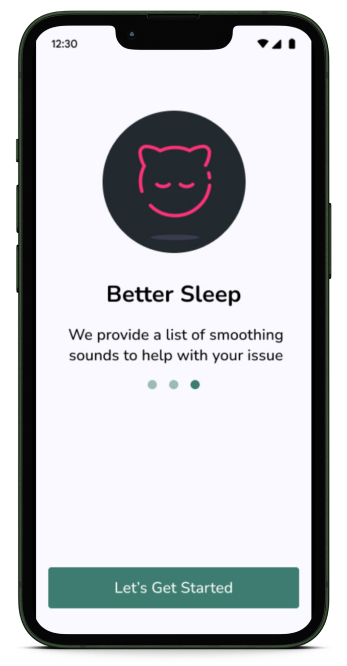 12:30
Better Sleep
We provide a list of smoothing
sounds to help with your issue
Let's Get Started